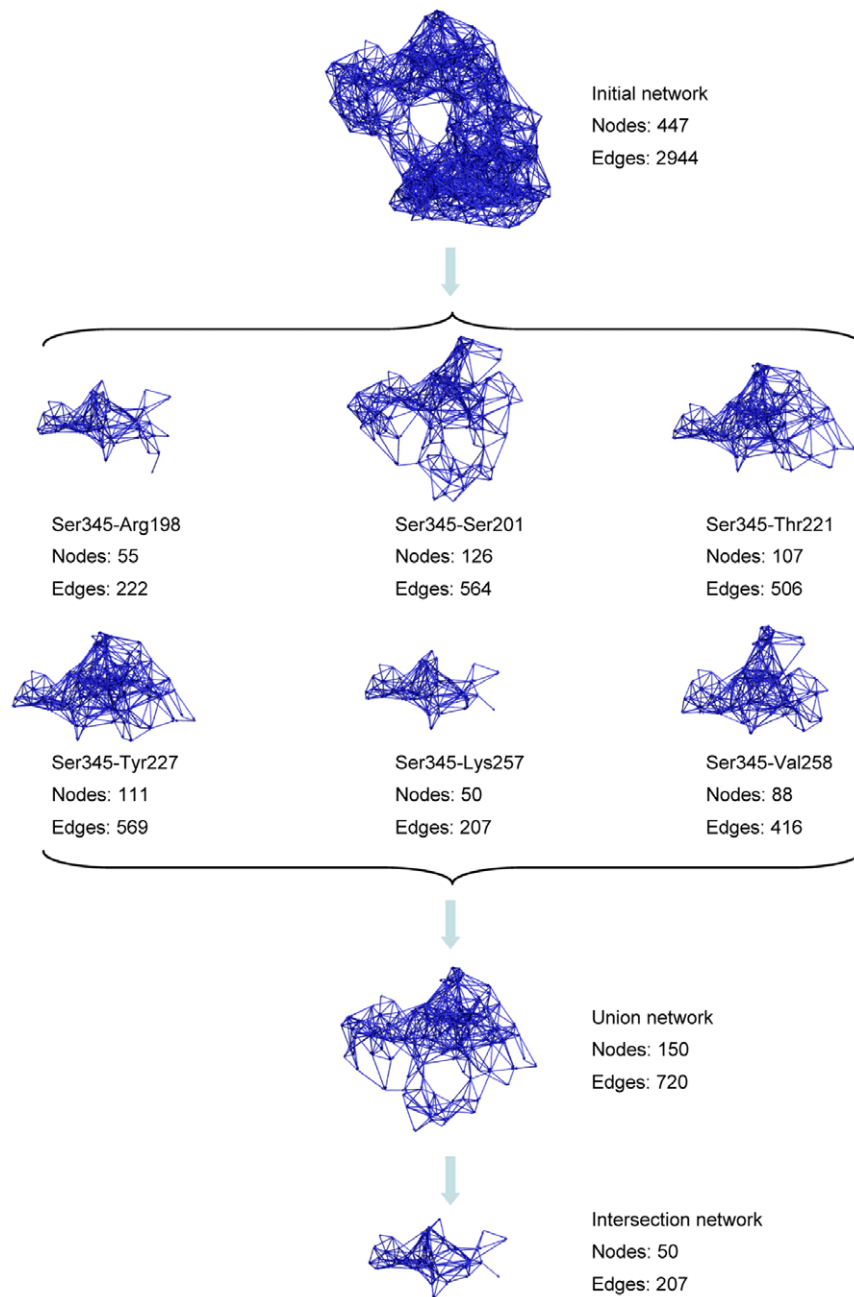 Initial network
Nodes: 447
Edges: 2944
Ser345-Arg198
Nodes: 55
Edges: 222
Ser345-Ser201
Nodes: 126
Edges: 564
Ser345-Thr221
Nodes: 107
Edges: 506
Ser345-Tyr227
Nodes: 111
Edges: 569
Ser345-Lys257
Nodes: 50
Edges: 207
Ser345-Val258
Nodes: 88
Edges: 416
Union network
Nodes: 150
Edges: 720
Intersection network
Nodes: 50
Edges: 207